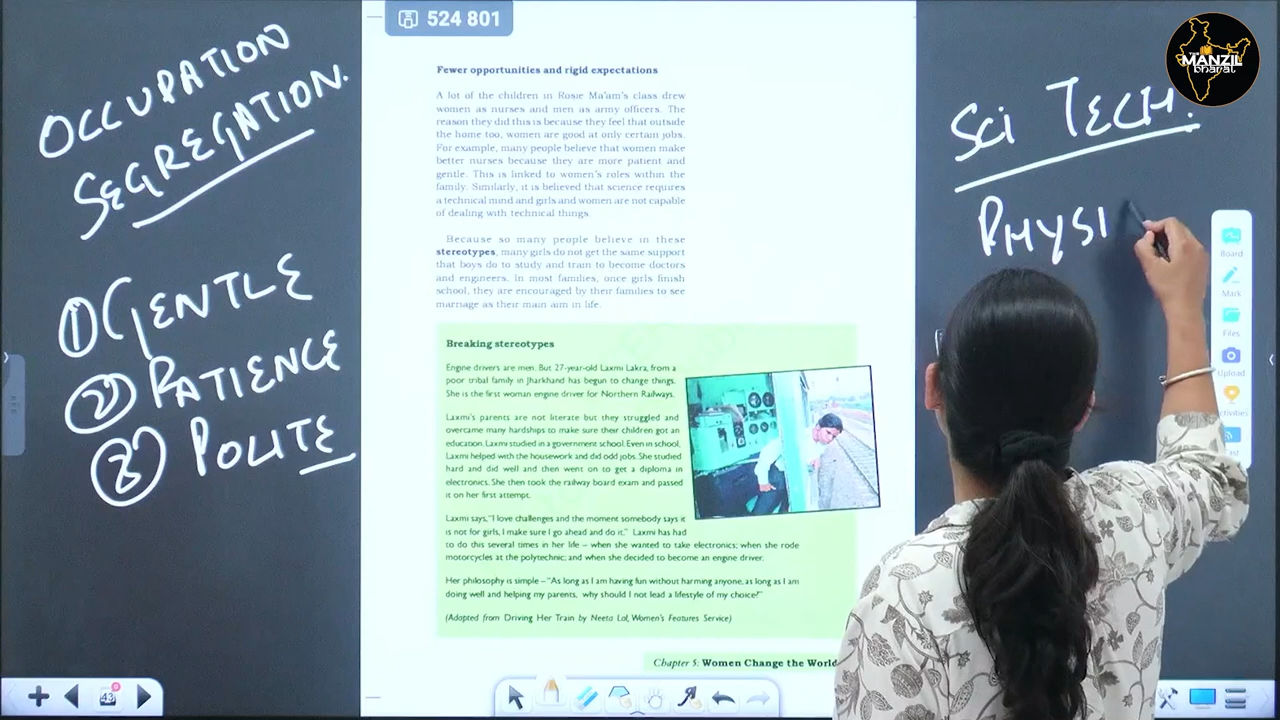 OCCUPATION
SEGREGATION.
① GENTLE
② PATIENCE
③ POLITE
524 801
Fewer opportunities and rigid expectations
A lot of the children in Rosie Ma'am's class drew
women as nurses and men as army officers. The
reason they did this is because they feel that outside
the home too, women are good at only certain jobs.
For example, many people believe that women make
better nurses because they are more patient and
gentle. This is linked to women's roles within the
family. Similarly, it is believed that science requires
a technical mind and girls and women are not capable
of dealing with technical things.
Because so many people believe in these
stereotypes, many girls do not get the same support
that boys do to study and train to become doctors
and engineers. In most families, once girls finish
school, they are encouraged by their families to see
marriage as their main aim in life.
Breaking stereotypes
Engine drivers are men. But 27-year-old Laxmi Lakra, from a
poor tribal family in Jharkhand has begun to change things.
She is the first woman engine driver for Northern Railways.
Laxmi's parents are not literate but they struggled and
overcame many hardships to make sure their children got an
education. Laxmi studied in a government school. Even in school,
Laxmi helped with the housework and did odd jobs. She studied
hard and did well and then went on to get a diploma in
electronics. She then took the railway board exam and passed
it on her first attempt.
Laxmi says, "I love challenges and the moment somebody says it
is not for girls, I make sure I go ahead and do it." Laxmi has had
to do this several times in her life – when she wanted to take electronics; when she rode
motorcycles at the polytechnic; and when she decided to become an engine driver.
Her philosophy is simple – "As long as I am having fun without harming anyone, as long as I am
doing well and helping my parents, why should I not lead a lifestyle of my choice?"
(Adapted from Driving Her Train by Neeta Lal, Women's Features Service)
Chapter 5: Women Change the World
THE
MANZIL
bharat
SCI TECH.
PHYSI
Board
Mark
Files
Upload
43
9